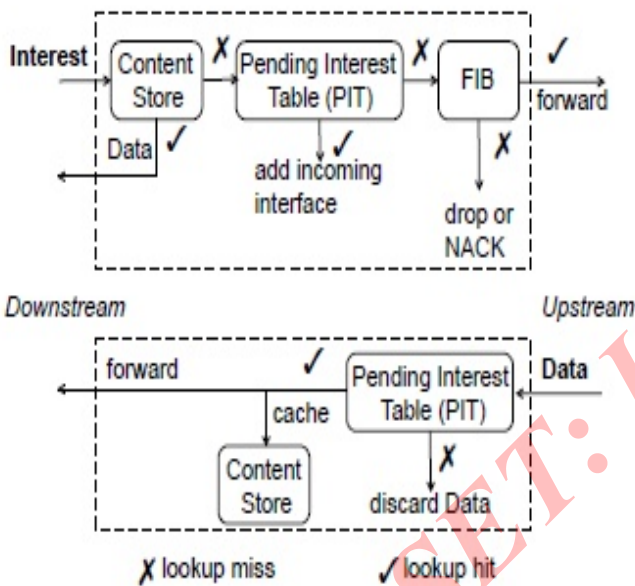 Interest
Content
Store
Pending Interest
Table (PIT)
FIB
forward
Data
add incoming
interface
drop or
NACK
Downstream
Upstream
forward
Pending Interest
Table (PIT)
Data
cache
Content
Store
discard Data
✗ lookup miss
✓ lookup hit
SET: